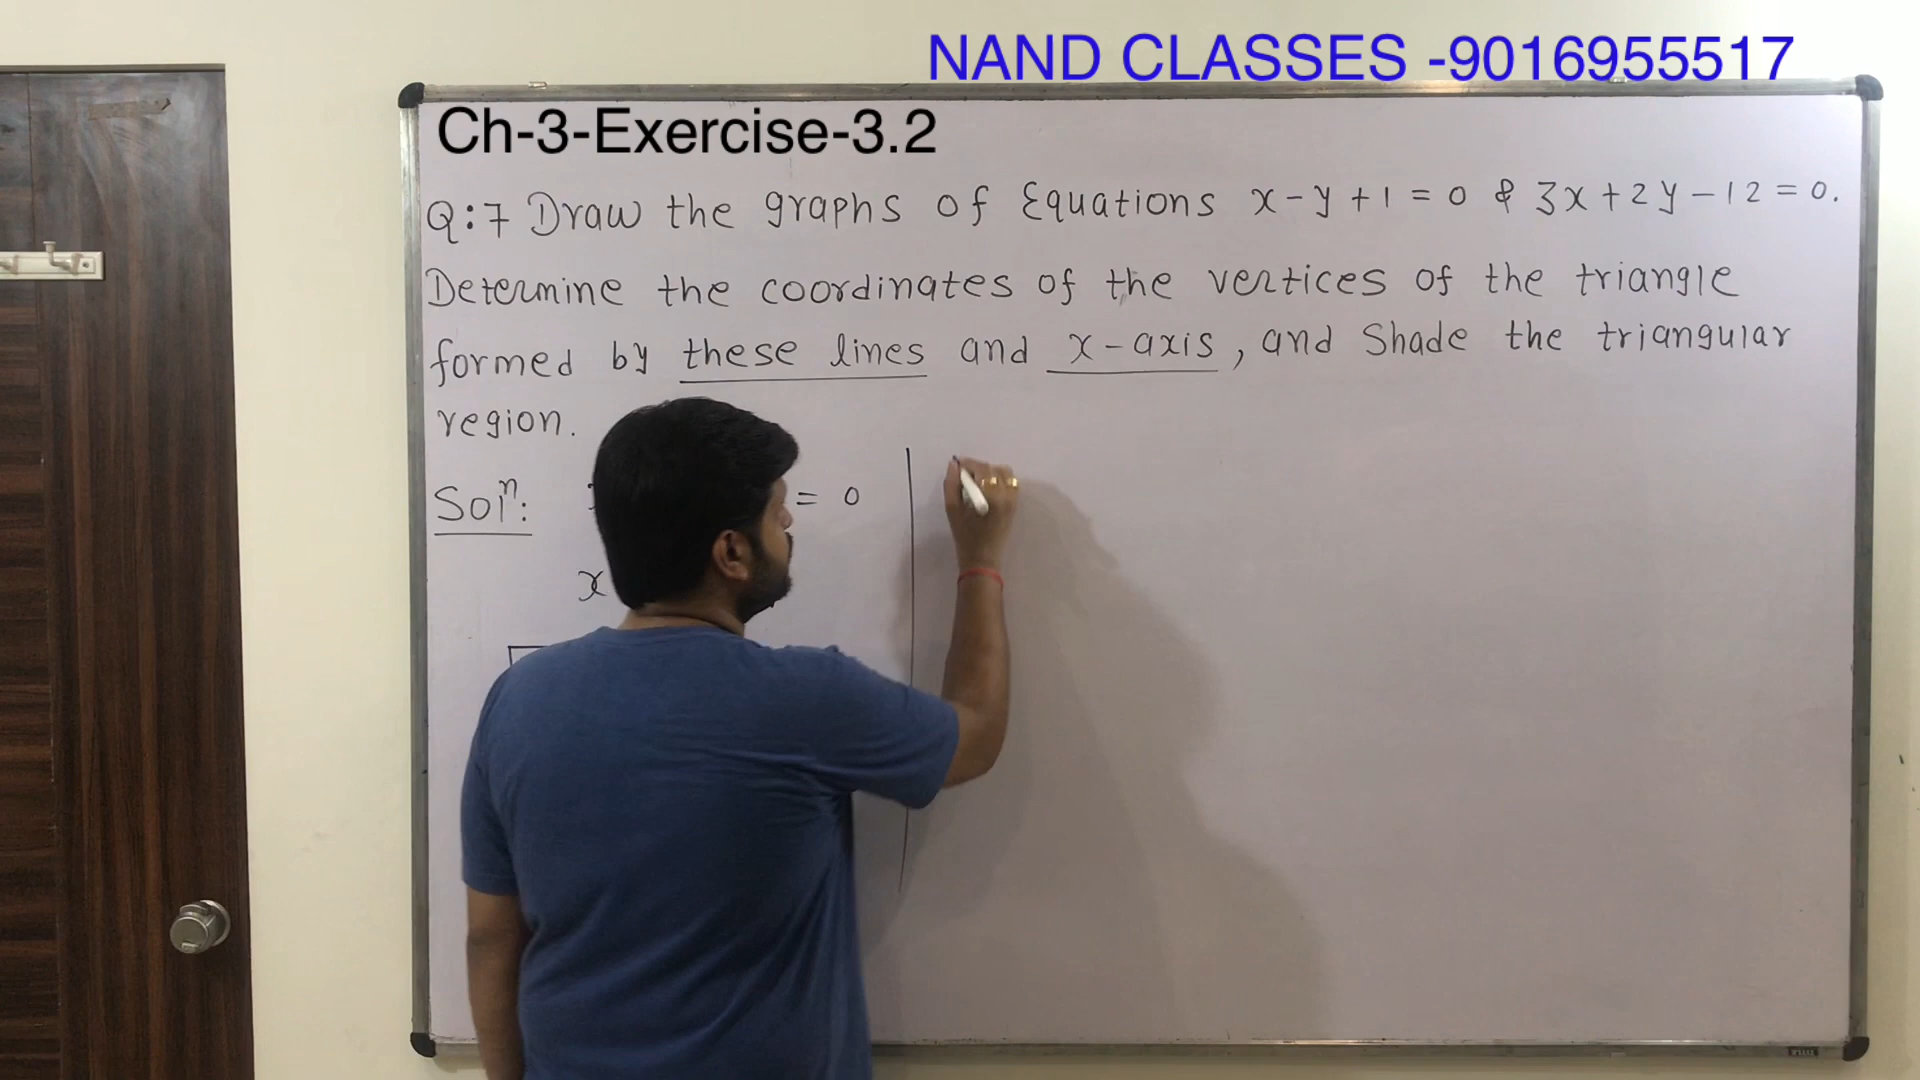 NAND CLASSES -9016955517
Ch-3-Exercise-3.2
Q:7 Draw the graphs of Equations x-y+1=0 & 3x+2y-12=0.
Determine the coordinates of the vertices of the triangle
formed by these lines and x-axis, and Shade the triangular
region.
Solⁿ: = 0
x